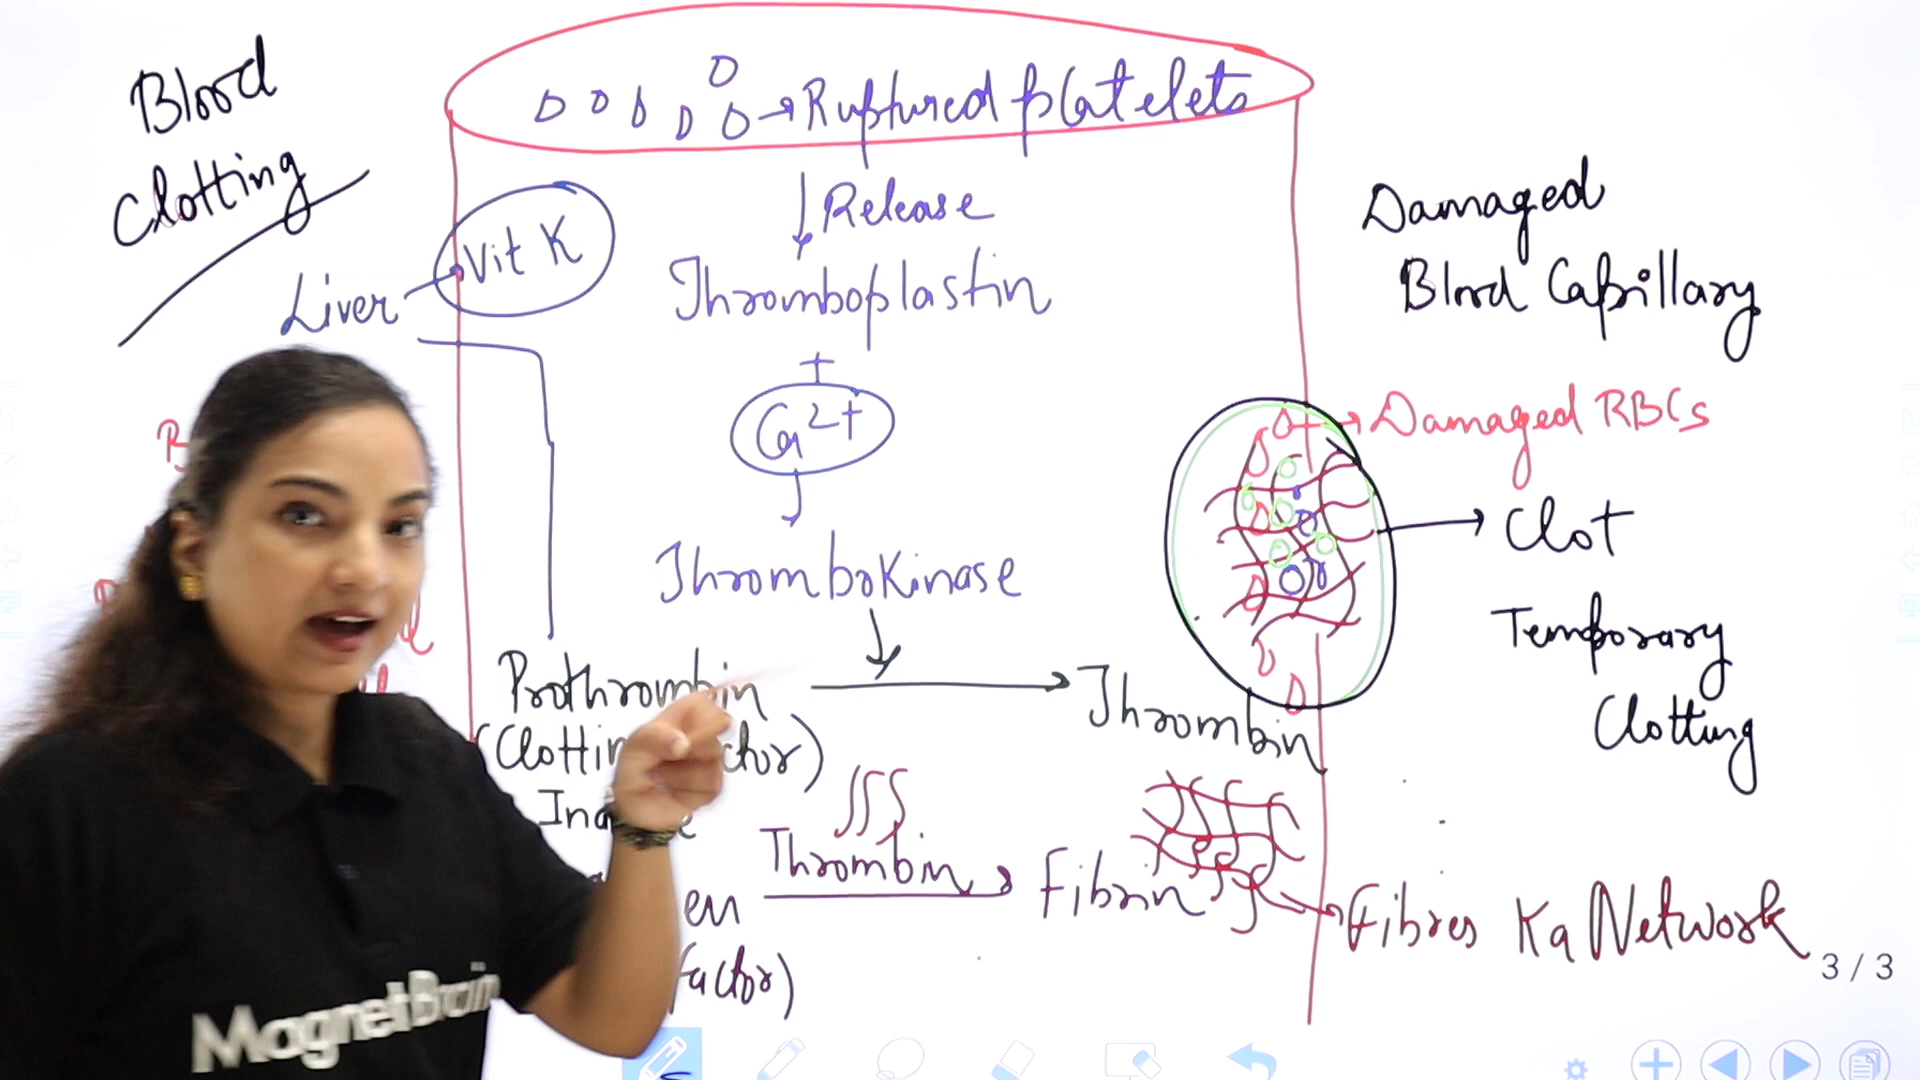 Blood
Clotting
Ruptured platelets
Release
Vit K
Liver
Thromboplastin
+
Ca2+
Thrombokinase
Prothrombin
Thrombin
Thrombin
Fibrin
Damaged
Blood Capillary
Damaged RBCs
Clot
Temporary
Clotting
Fibres Ka Network
3/3
MagnetBrain